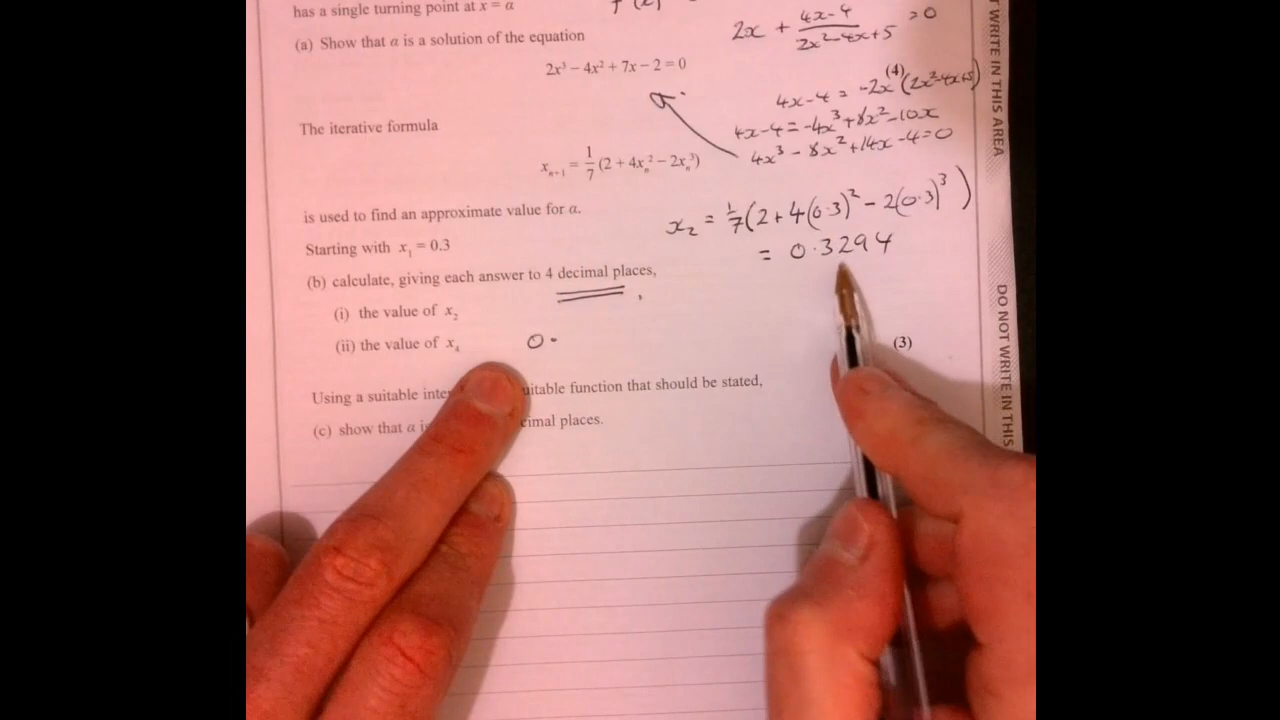 has a single turning point at x = α
(a) Show that α is a solution of the equation
2x³ − 4x² + 7x − 2 = 0
(4)
The iterative formula
xₙ₊₁ = 1/7 (2 + 4xₙ² − 2xₙ³)
is used to find an approximate value for α.
Starting with x₁ = 0.3
(b) calculate, giving each answer to 4 decimal places,
(i) the value of x₂
(ii) the value of x₄
0.
(3)
Using a suitable function that should be stated,
(c) show that α decimal places.
2x + (4x−4)/(2x²−4x+5) = 0
4x−4 = −2x(2x²−4x+5)
4x−4 = −4x³+8x²−10x
4x³ − 8x² + 14x − 4 = 0
x₂ = 1/7(2+4(0.3)² − 2(0.3)³)
= 0.3294
T WRITE IN THIS AREA
DO NOT WRITE IN THIS